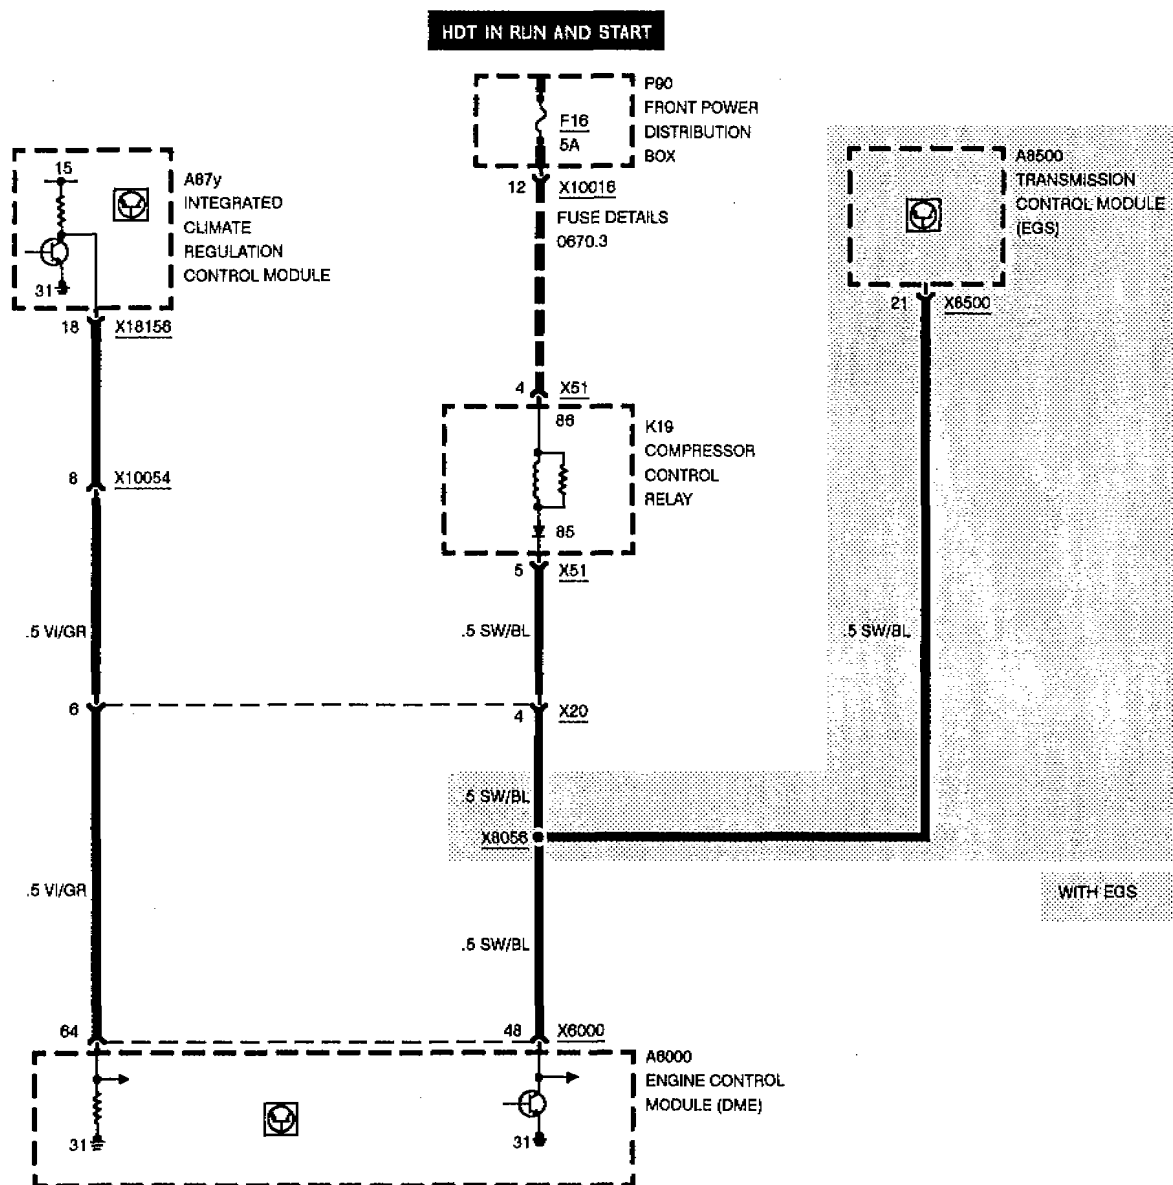 HDT IN RUN AND START
P90
FRONT POWER
DISTRIBUTION
BOX
F16
5A
12 X10016
FUSE DETAILS
0670.3
15
31
A87y
INTEGRATED
CLIMATE
REGULATION
CONTROL MODULE
18 X18156
A8500
TRANSMISSION
CONTROL MODULE
(EGS)
21 X8500
4 X51
86
K19
COMPRESSOR
CONTROL
RELAY
85
5 X51
8 X10054
.5 VI/GR
.5 SW/BL
.5 SW/BL
6
4 X20
.5 SW/BL
X8056
WITH EGS
.5 VI/GR
.5 SW/BL
64
48 X6000
A6000
ENGINE CONTROL
MODULE (DME)
31
31